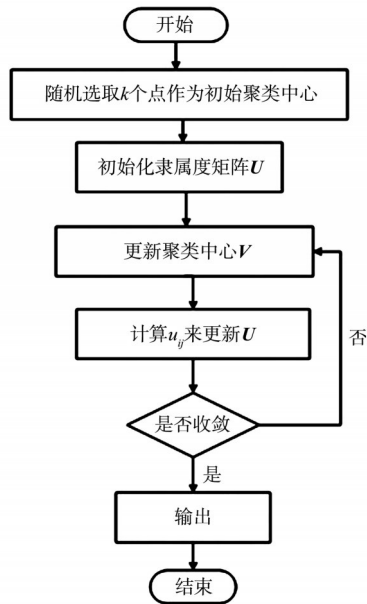 开始
随机选取k个点作为初始聚类中心
初始化隶属度矩阵U
更新聚类中心V
计算uij来更新U
否
是否收敛
是
输出
结束